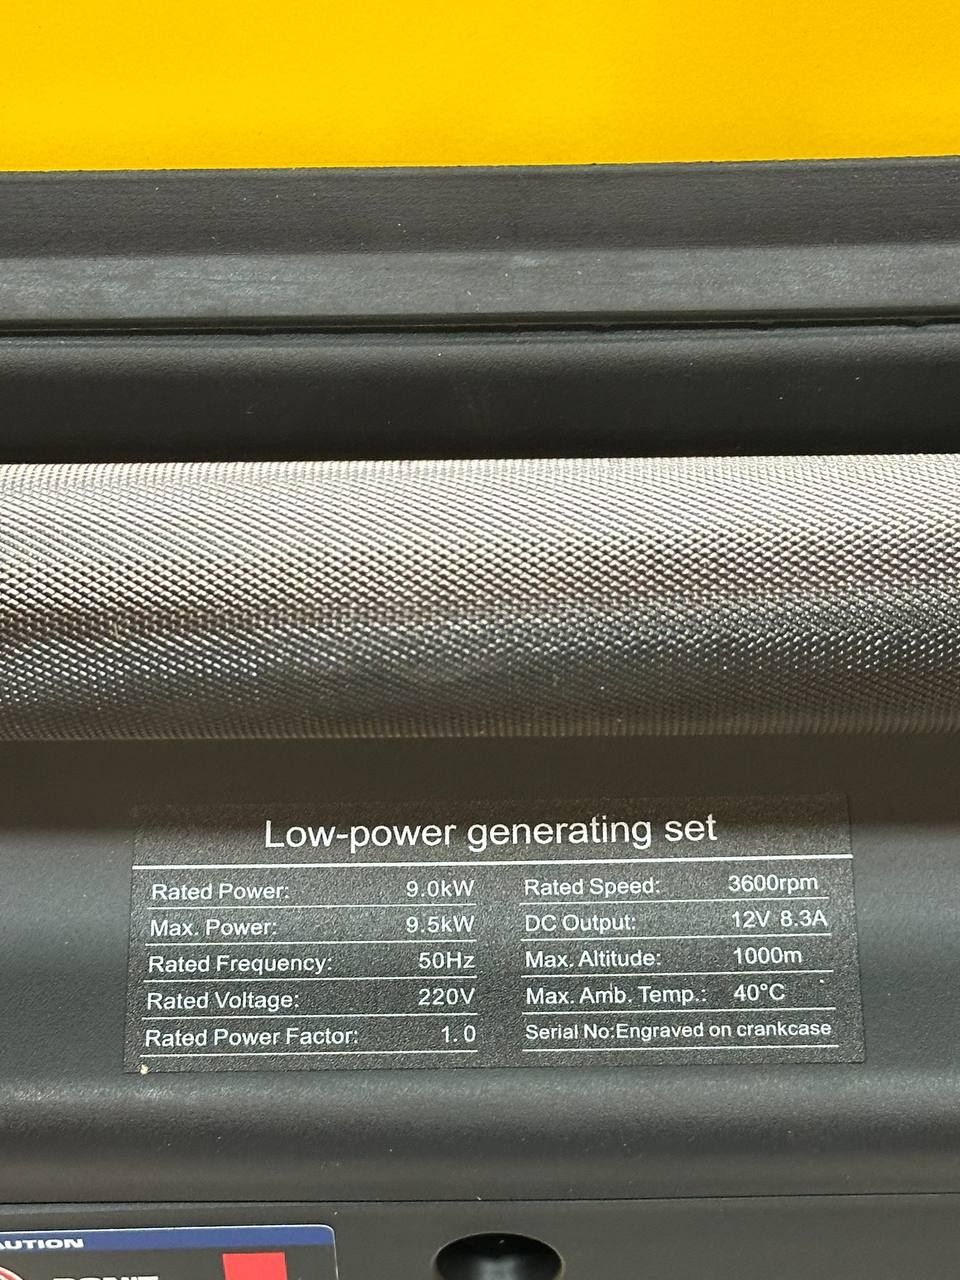 Low-power generating set
Rated Power: 9.0kW
Max. Power: 9.5kW
Rated Frequency: 50Hz
Rated Voltage: 220V
Rated Power Factor: 1.0
Rated Speed: 3600rpm
DC Output: 12V 8.3A
Max. Altitude: 1000m
Max. Amb. Temp.: 40°C
Serial No:Engraved on crankcase
AUTION